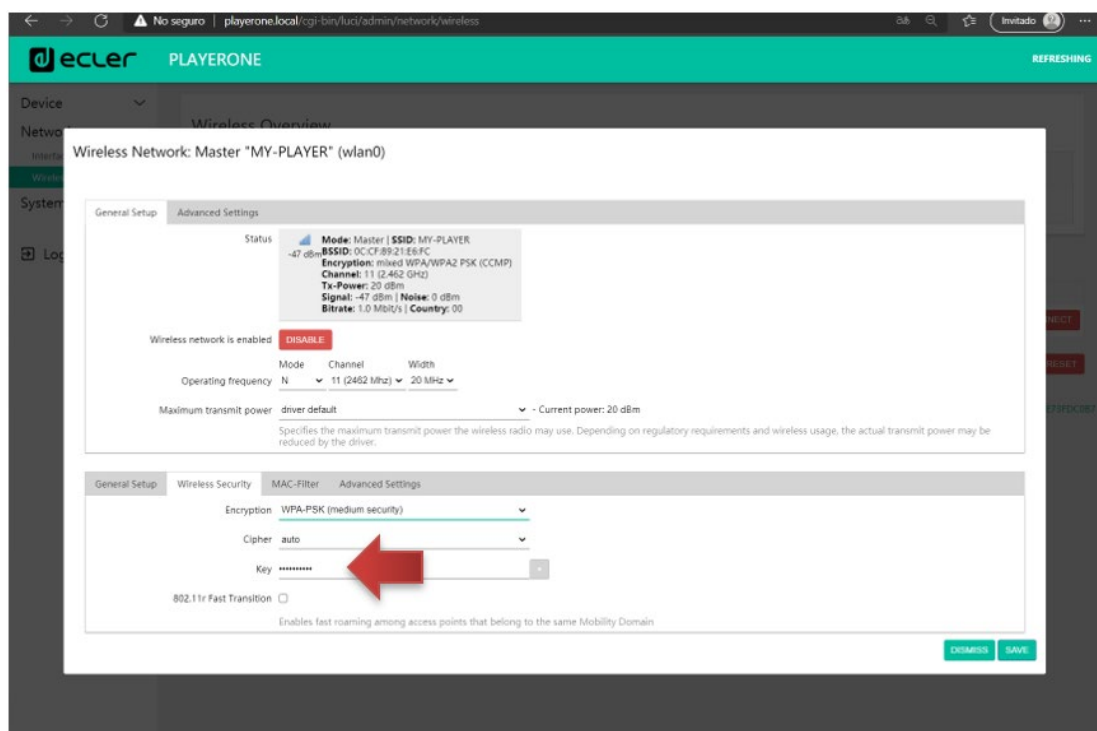 No seguro | playerone.local/cgi-bin/luci/admin/network/wireless
Invitado
ecler PLAYERONE REFRESHING
Device
Wireless Overview
Wireless Network: Master "MY-PLAYER" (wlan0)
System
General Setup Advanced Settings
Status
Mode: Master | SSID: MY-PLAYER
-47 dBm BSSID: 0C:CF:89:21:E6:FC
Encryption: mixed WPA/WPA2 PSK (CCMP)
Channel: 11 (2.462 GHz)
Tx-Power: 20 dBm
Signal: -47 dBm | Noise: 0 dBm
Bitrate: 1.0 Mbit/s | Country: 00
Wireless network is enabled DISABLE
Mode Channel Width
Operating frequency N 11 (2462 Mhz) 20 MHz
Maximum transmit power driver default - Current power: 20 dBm
Specifies the maximum transmit power the wireless radio may use. Depending on regulatory requirements and wireless usage, the actual transmit power may be
reduced by the driver.
General Setup Wireless Security MAC-Filter Advanced Settings
Encryption WPA-PSK (medium security)
Cipher auto
Key ••••••••••
802.11r Fast Transition
Enables fast roaming among access points that belong to the same Mobility Domain
DISMISS SAVE